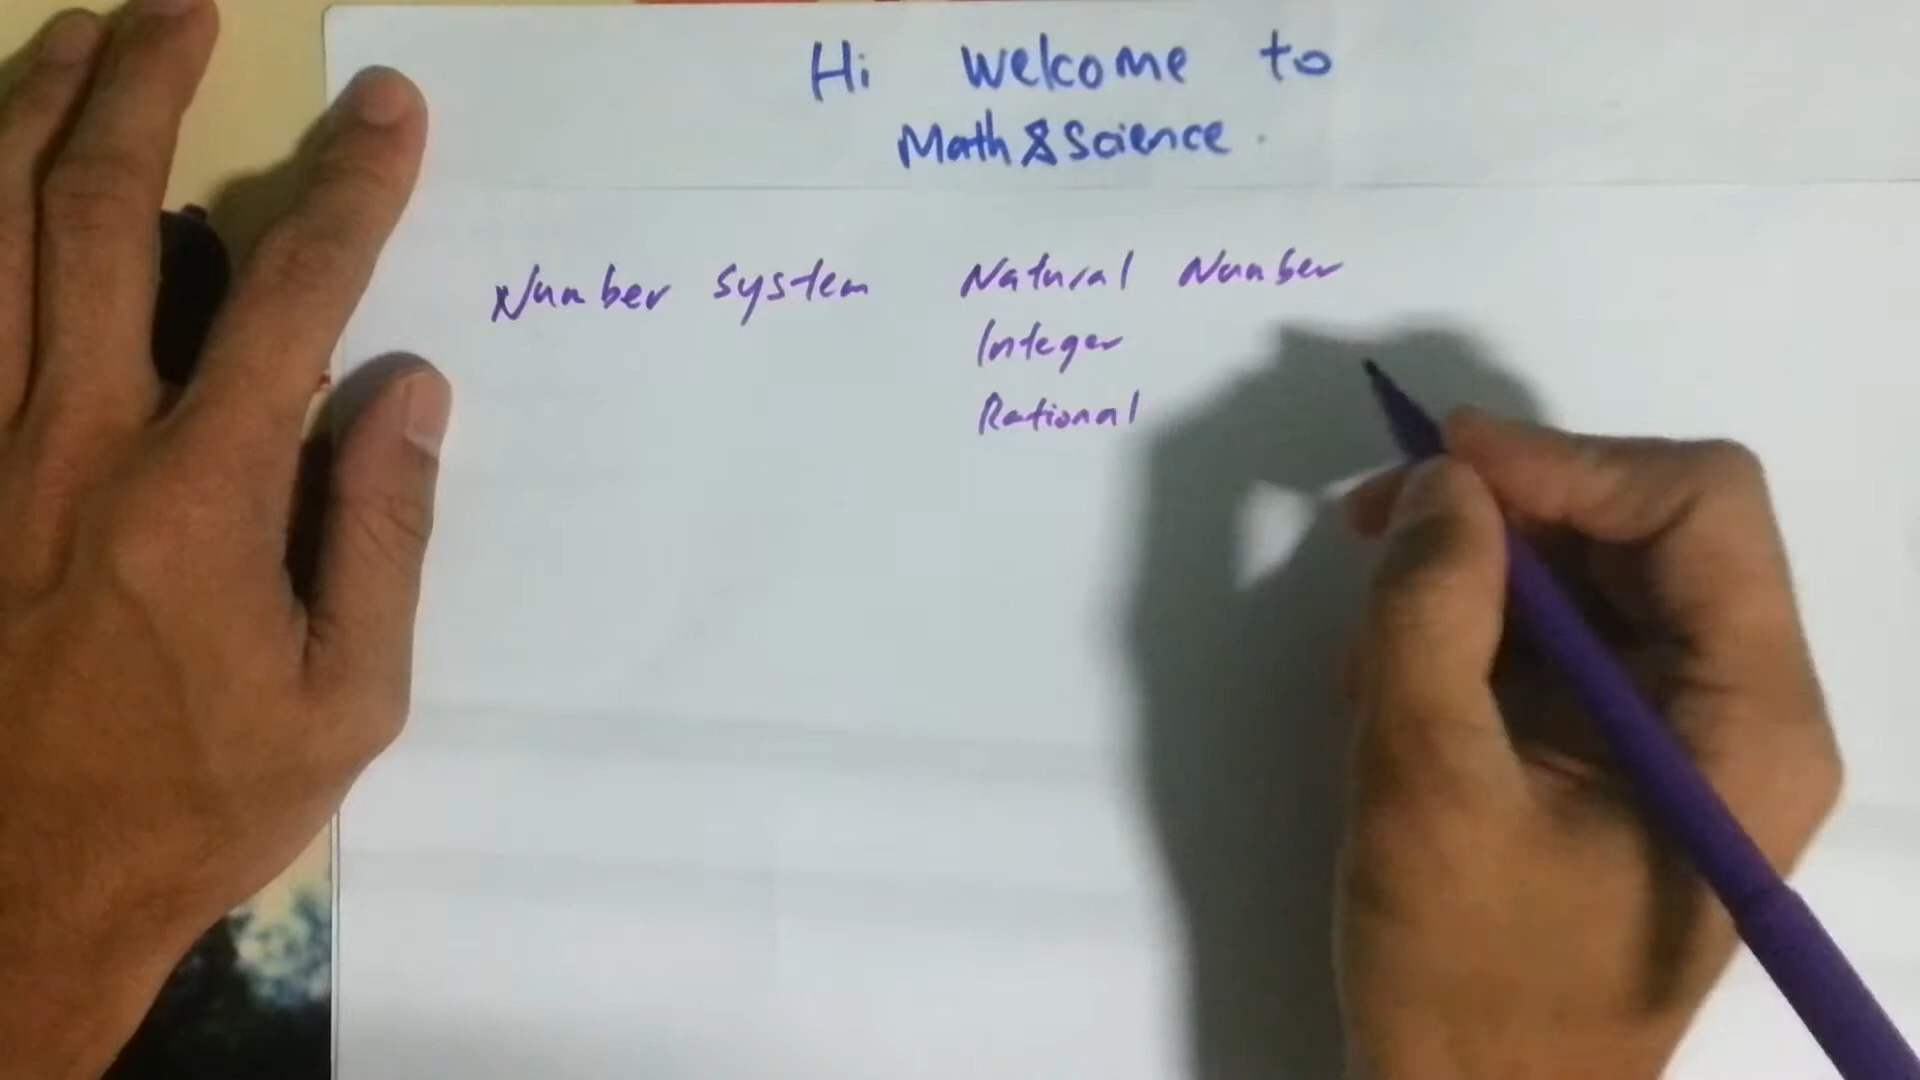 Hi welcome to
Math & Science.
Number system Natural Number
Integer
Rational